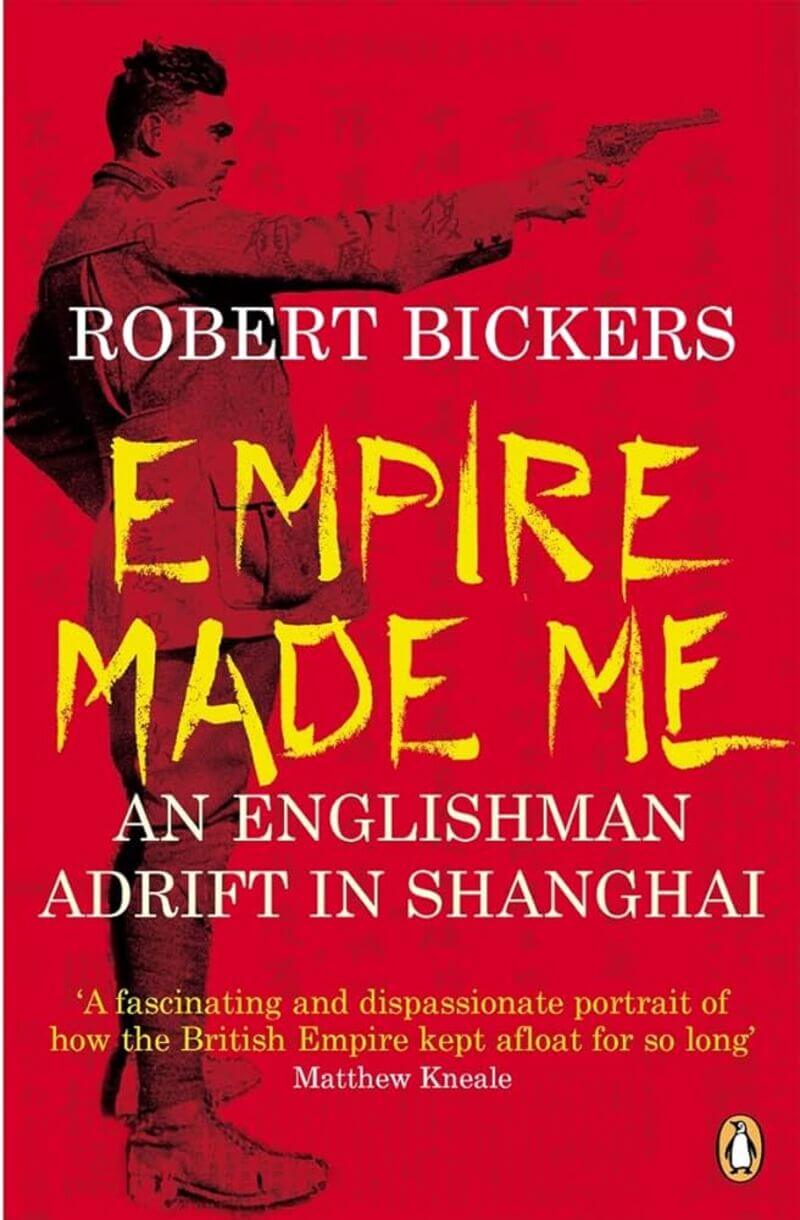 ROBERT BICKERS
EMPIRE
MADE ME
AN ENGLISHMAN
ADRIFT IN SHANGHAI
‘A fascinating and dispassionate portrait of
how the British Empire kept afloat for so long’
Matthew Kneale